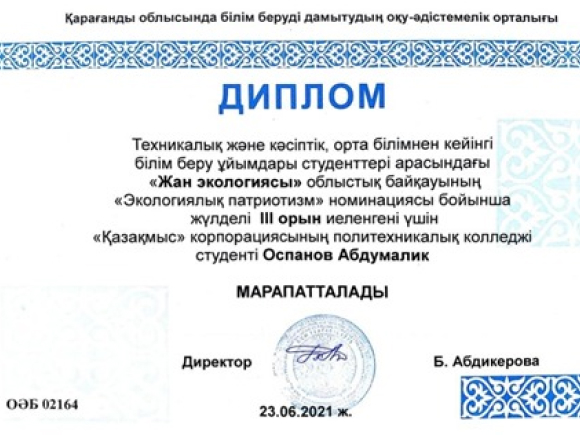 Қарағанды облысында білім беруді дамытудың оқу-әдістемелік орталығы
ДИПЛОМ
Техникалық және кәсіптік, орта білімнен кейінгі
білім беру ұйымдары студенттері арасындағы
«Жан экологиясы» облыстық байқауының
«Экологиялық патриотизм» номинациясы бойынша
жүлделі III орын иеленгені үшін
«Қазақмыс» корпорациясының политехникалық колледжі
студенті Оспанов Абдумалик
МАРАПАТТАЛАДЫ
Директор
Б. Абдикерова
ОӘБ 02164
23.06.2021 ж.